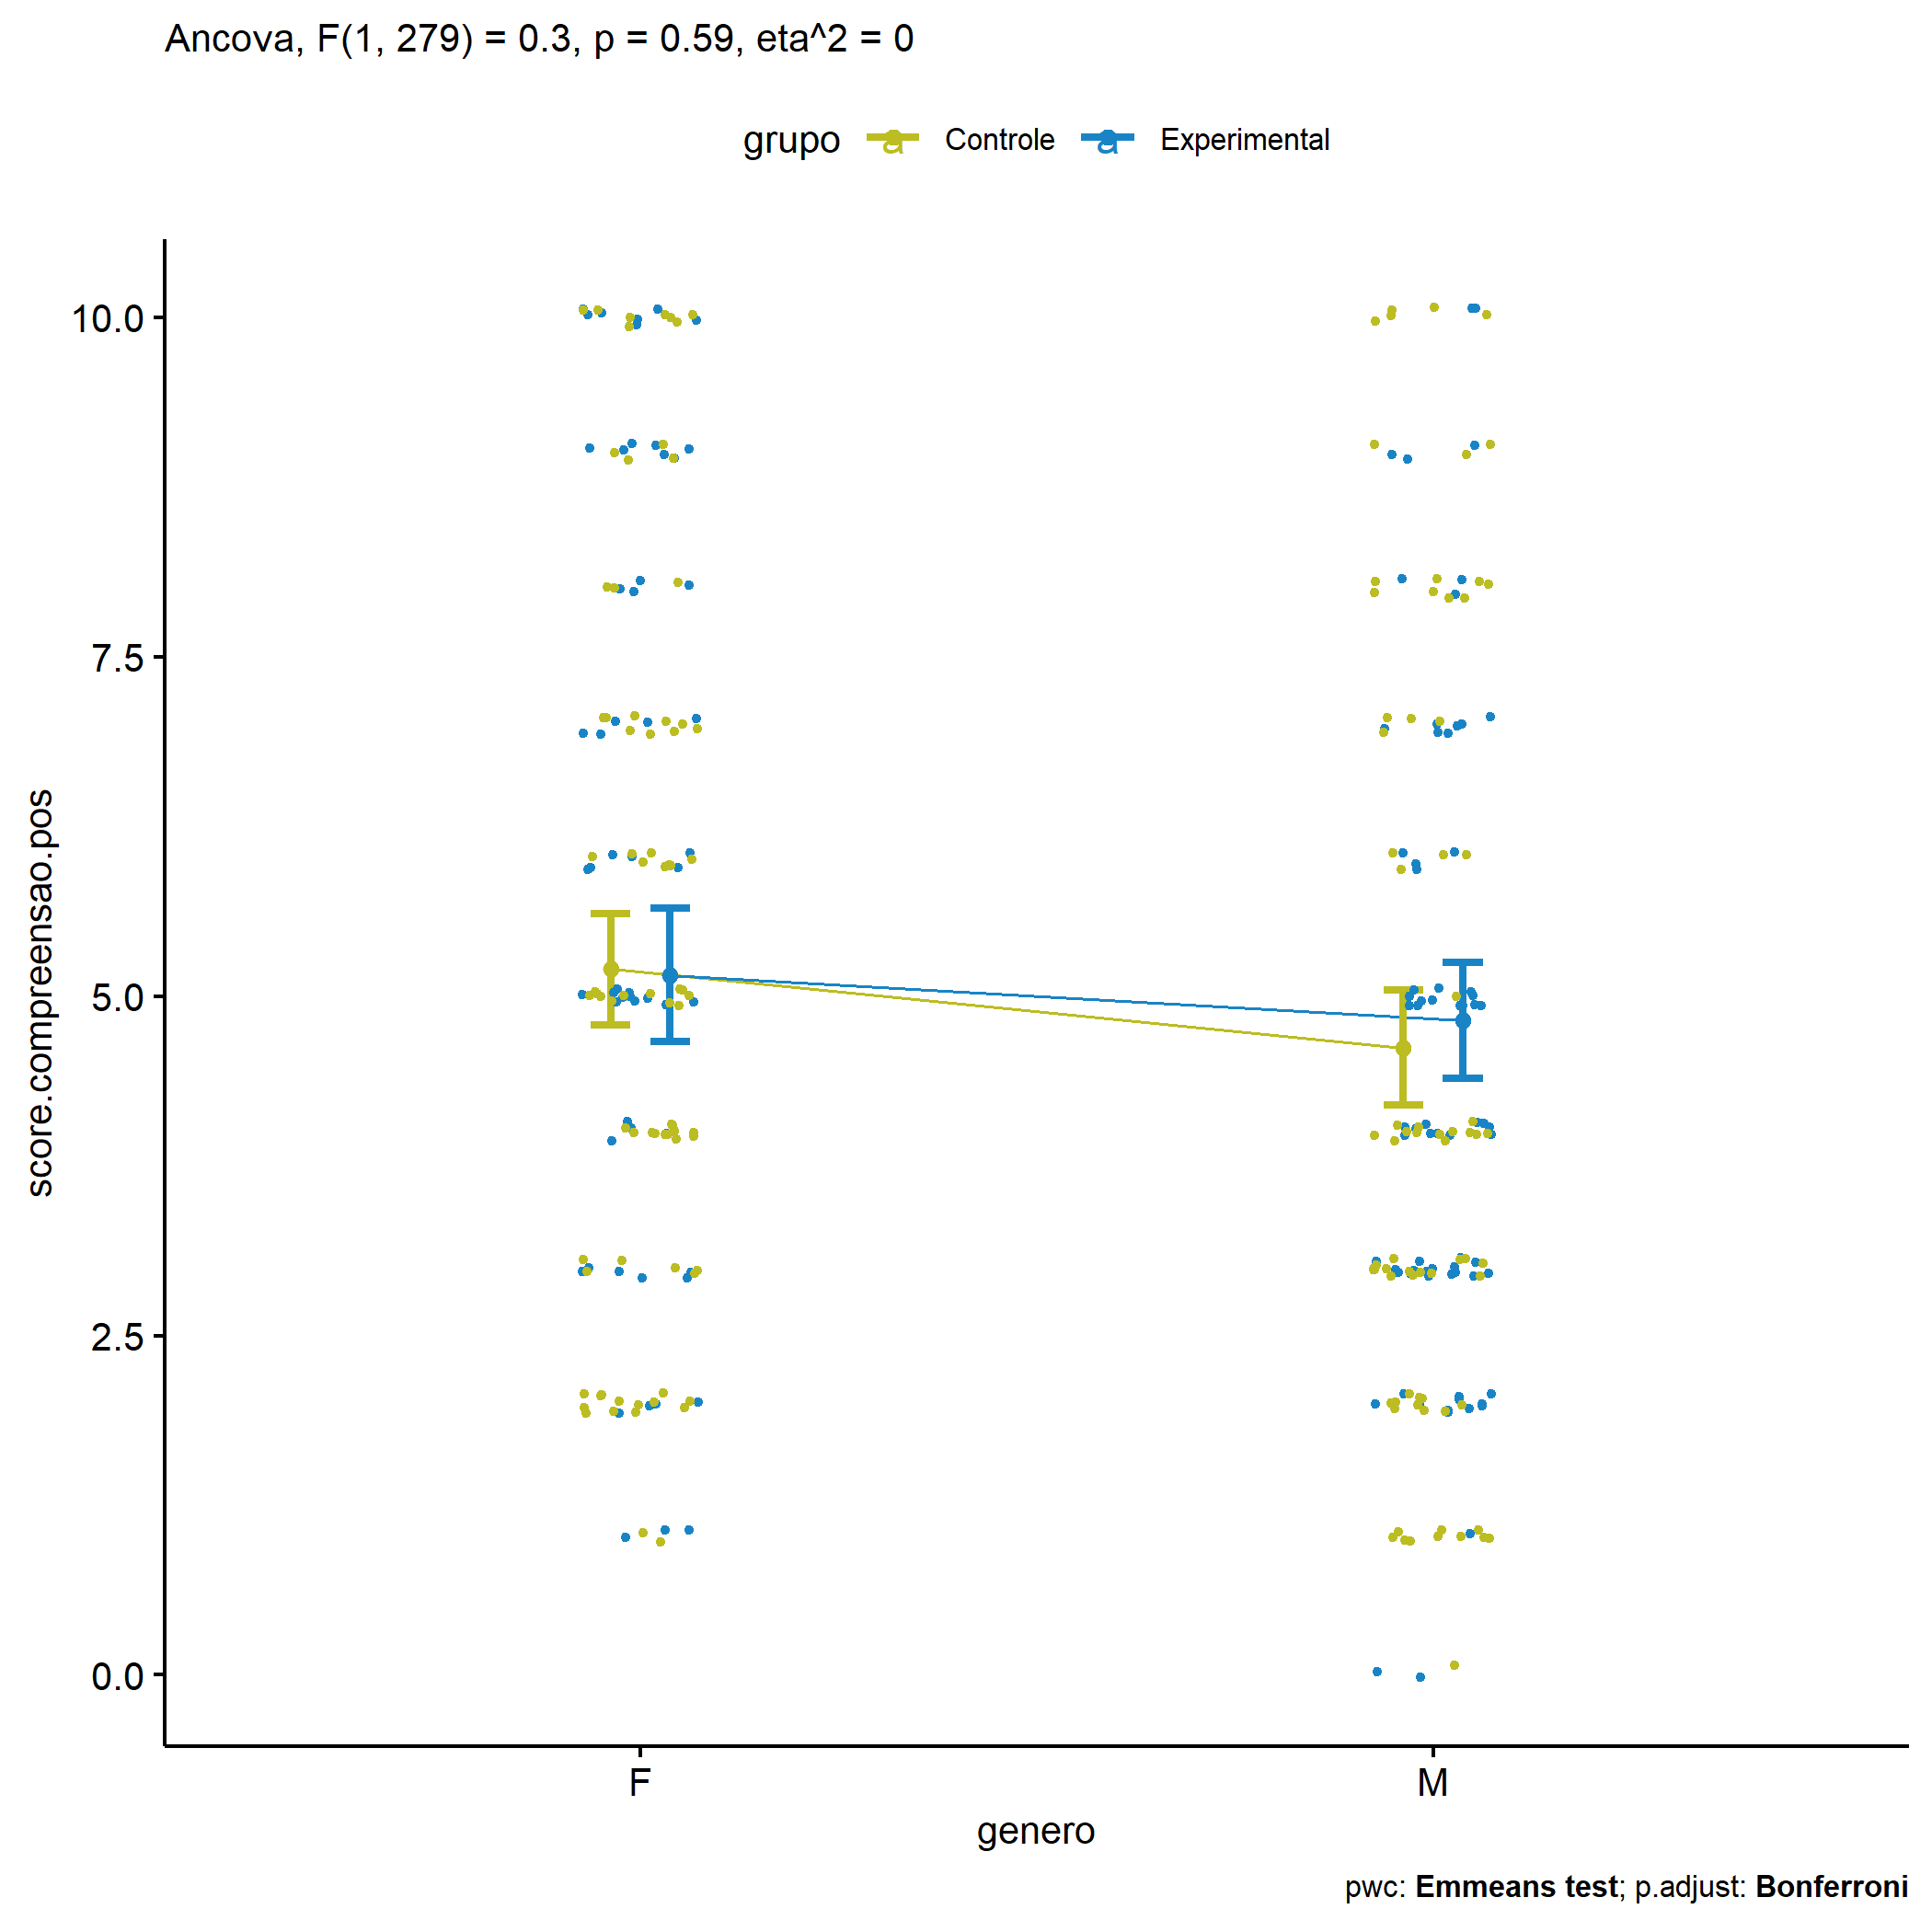 Ancova, F(1, 279) = 0.3, p = 0.59, eta^2 = 0
grupo a Controle a Experimental
10.0
7.5
5.0
2.5
0.0
score.compreensao.pos
F M
genero
pwc: Emmeans test; p.adjust: Bonferroni